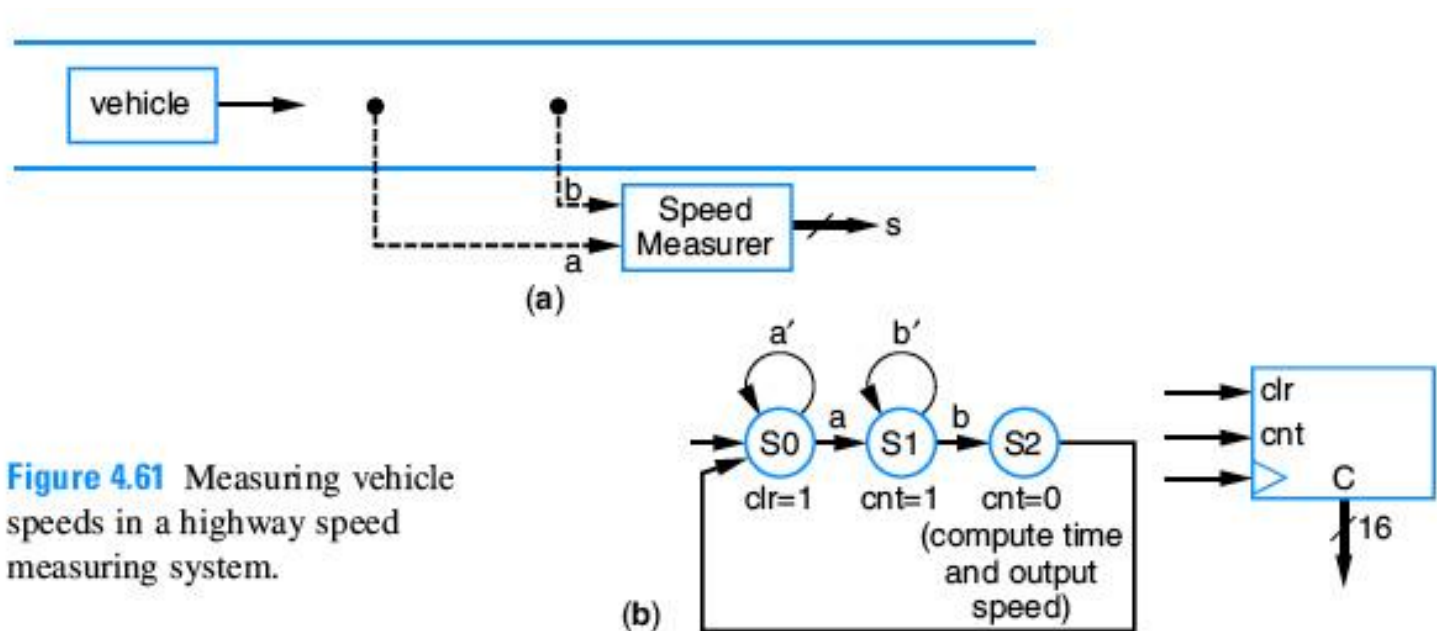 vehicle
b
Speed
Measurer
s
a
(a)
a′
b′
S0
a
S1
b
S2
clr=1
cnt=1
cnt=0
(compute time
and output
speed)
clr
cnt
C
16
Figure 4.61 Measuring vehicle
speeds in a highway speed
measuring system.
(b)